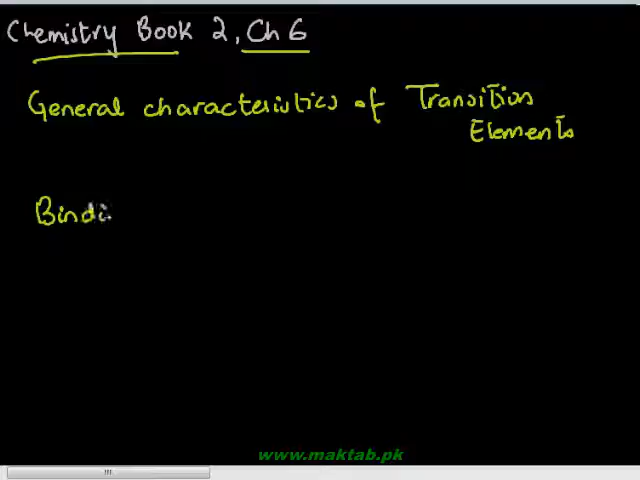 Chemistry Book 2, Ch 6
General characteristics of Transition
Elements
Bindi
www.maktab.pk